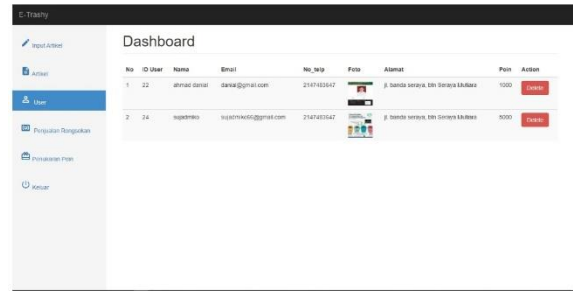 E-Trashy
Input Artikel
Artikel
User
Penjualan Rongsokan
Penukaran Poin
Keluar
Dashboard
No ID User Nama Email No_telp Foto Alamat Poin Action
1 22 ahmad danial danial@gmail.com 2147483647 jl. banda seraya, btn Seraya Mutiara 1000 Delete
2 24 sujadmiko sujadmiko66@gmail.com 2147483647 jl. banda seraya, btn Seraya Mutiara 5000 Delete